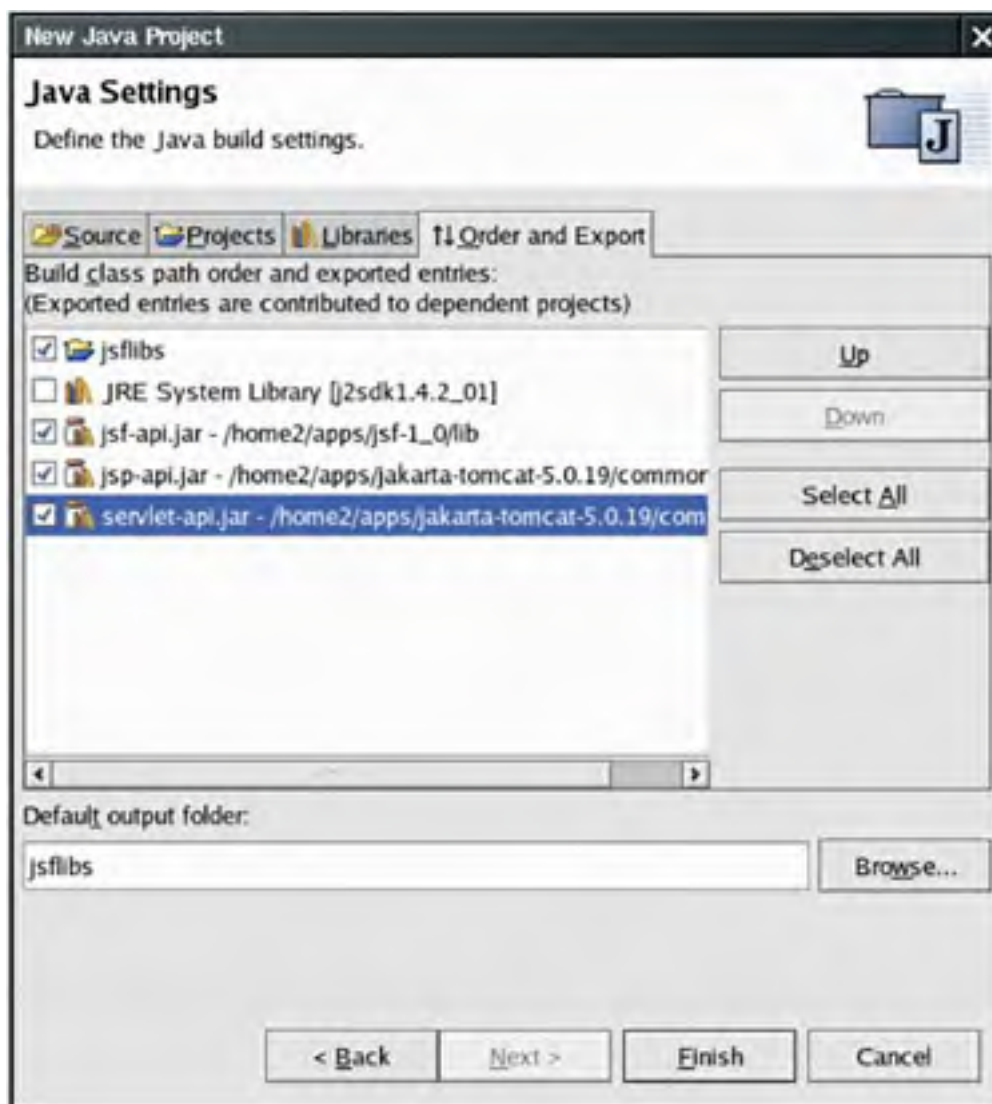 New Java Project
Java Settings
Define the Java build settings.
J
Source Projects Libraries Order and Export
Build class path order and exported entries:
(Exported entries are contributed to dependent projects)
jsflibs
JRE System Library [j2sdk1.4.2_01]
jsf-api.jar - /home2/apps/jsf-1_0/lib
jsp-api.jar - /home2/apps/jakarta-tomcat-5.0.19/commor
servlet-api.jar - /home2/apps/jakarta-tomcat-5.0.19/com
Up
Down
Select All
Deselect All
Default output folder:
jsflibs
Browse...
< Back Next > Finish Cancel